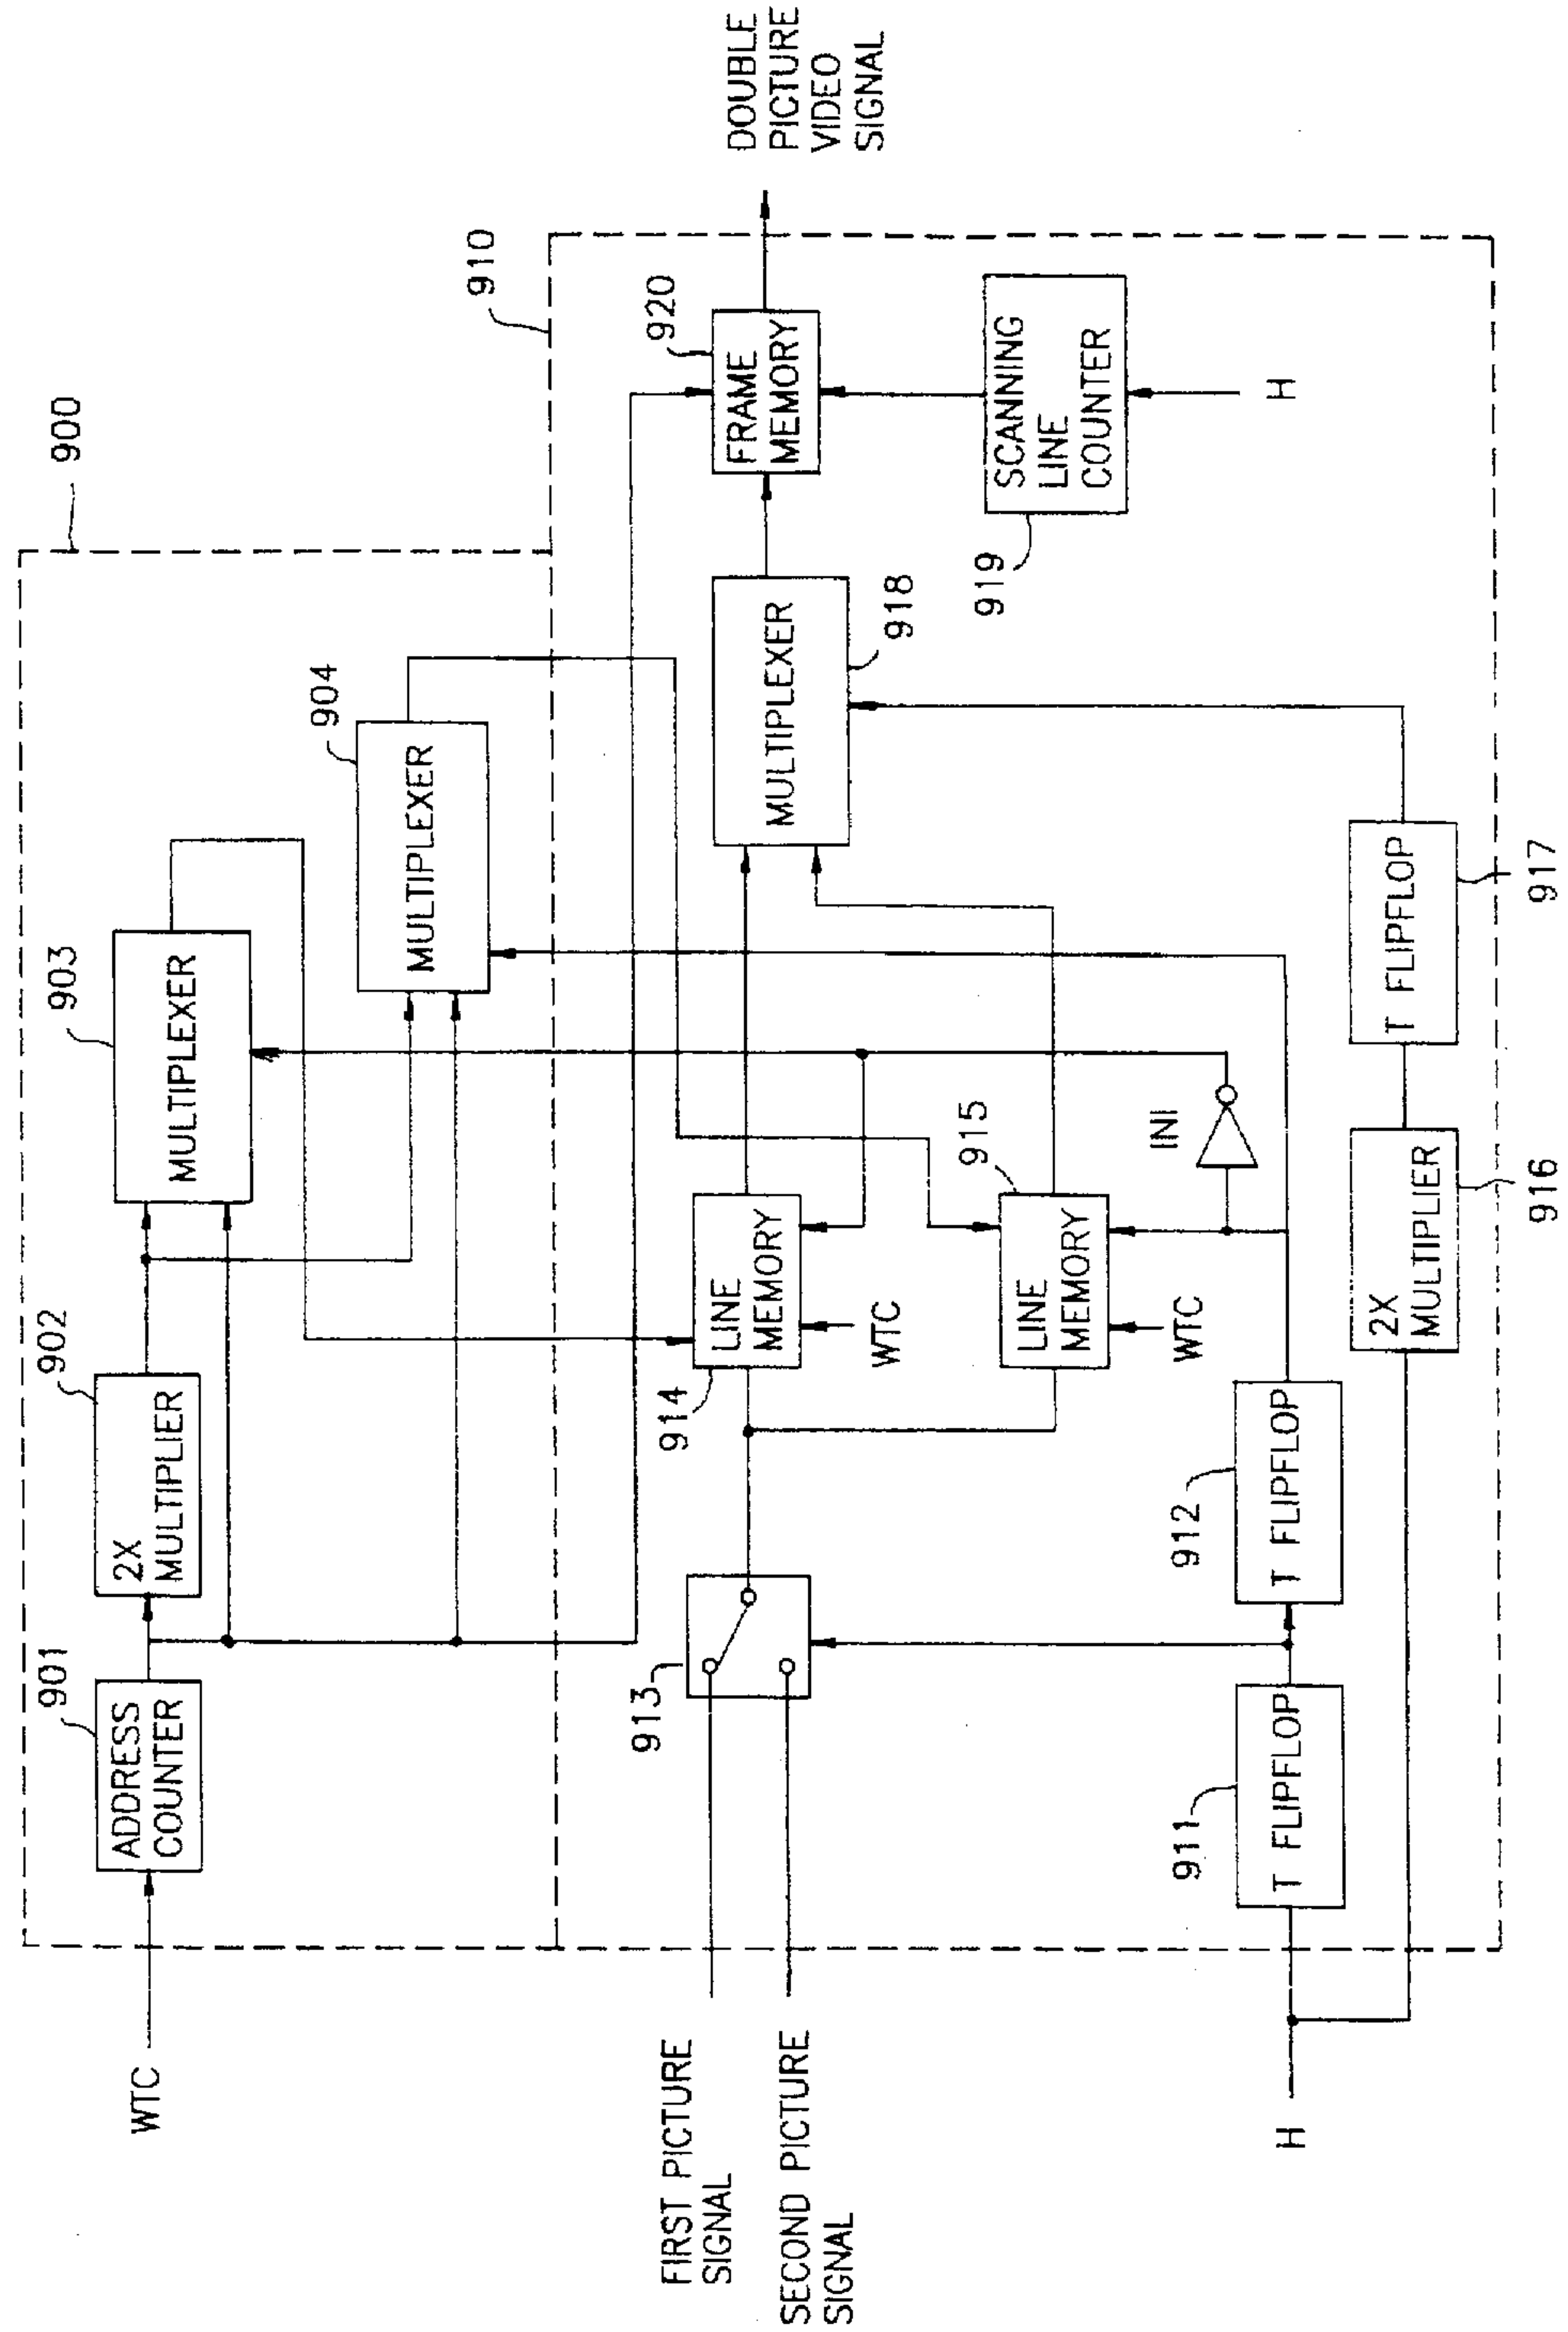 900
901
ADDRESS
COUNTER
902
2X
MULTIPLIER
903
MULTIPLEXER
904
MULTIPLEXER
WTC
910
FIRST PICTURE
SIGNAL
SECOND PICTURE
SIGNAL
913
914
LINE
MEMORY
WTC
915
LINE
MEMORY
WTC
MULTIPLEXER
918
920
FRAME
MEMORY
DOUBLE
PICTURE
VIDEO
SIGNAL
919
SCANNING
LINE
COUNTER
H
INI
H
911
T FLIPFLOP
912
T FLIPFLOP
2X
MULTIPLIER
916
T FLIPFLOP
917